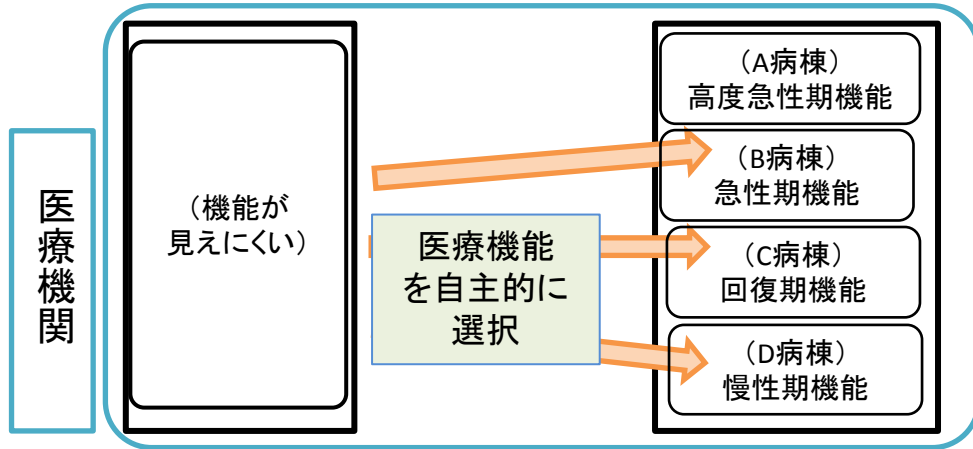 医療機関
(機能が
見えにくい)
医療機能
を自主的に
選択
(A病棟)
高度急性期機能
(B病棟)
急性期機能
(C病棟)
回復期機能
(D病棟)
慢性期機能